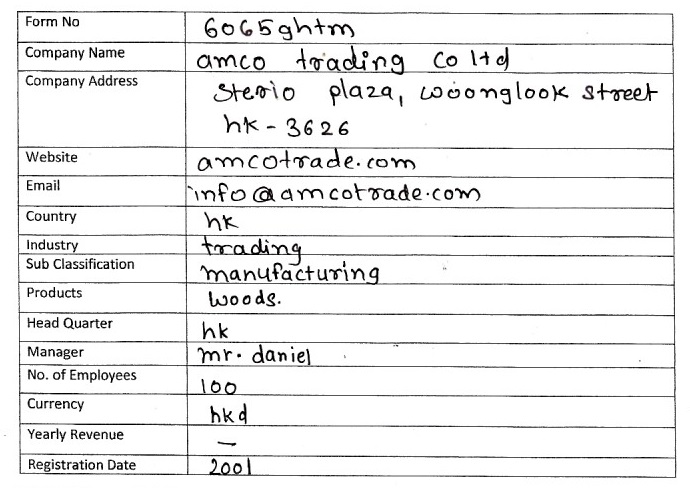 Form No 6065ghtm
Company Name amco trading co ltd
Company Address Sterio plaza, woonglook street
hk - 3626
Website amcotrade.com
Email info@amcotrade.com
Country hk
Industry trading
Sub Classification manufacturing
Products woods.
Head Quarter hk
Manager mr. daniel
No. of Employees 100
Currency hkd
Yearly Revenue —
Registration Date 2001